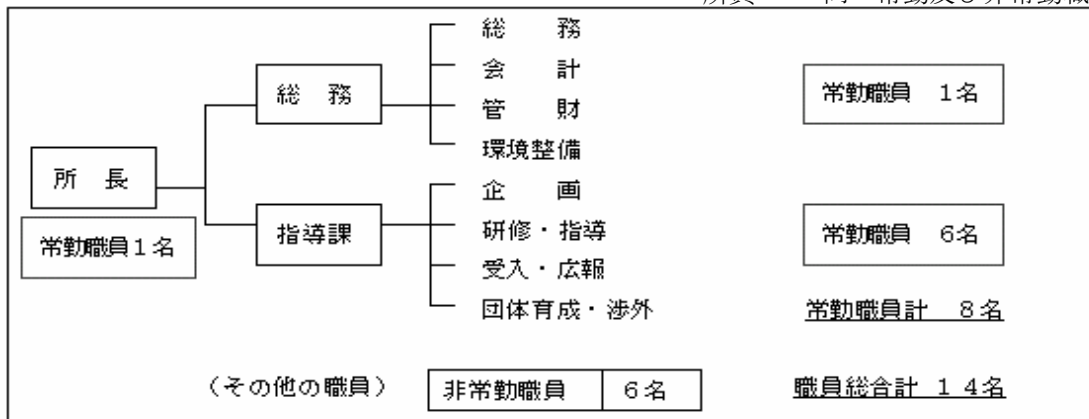 総　務
会　計
総　務
常勤職員　１名
管　財
環境整備
所　長
企　画
常勤職員１名
指導課
研修・指導
常勤職員　６名
受入・広報
団体育成・渉外
常勤職員計　８名
（その他の職員）
非常勤職員
６名
職員総合計　１４名